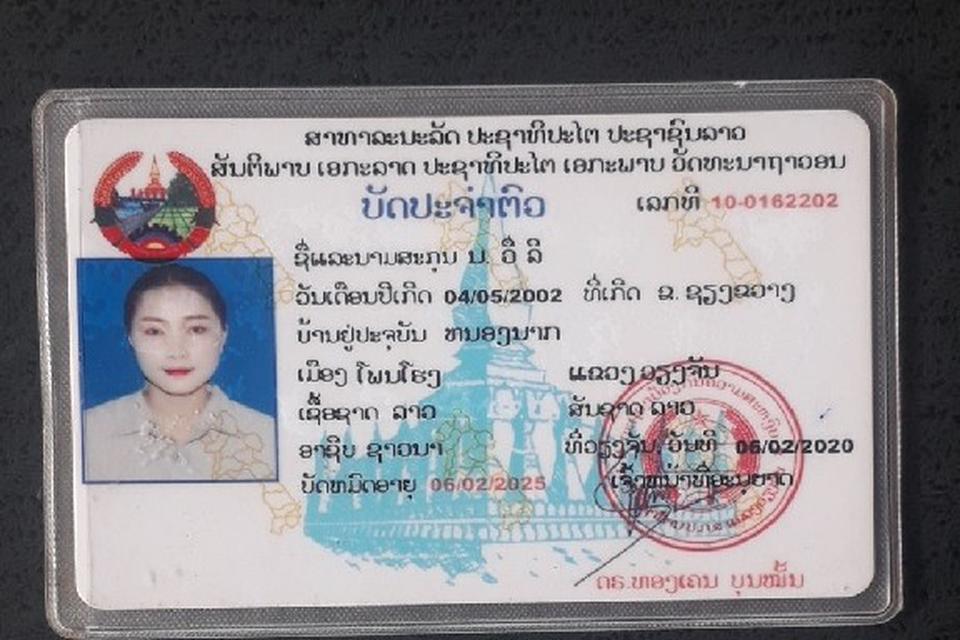 ສາທາລະນະລັດ ປະຊາທິປະໄຕ ປະຊາຊົນລາວ
ສັນຕິພາບ ເອກະລາດ ປະຊາທິປະໄຕ ເອກະພາບ ວັດທະນາຖາວອນ
ບັດປະຈຳຕົວ ເລກທີ 10-0162202
ຊື່ແລະນາມສະກຸນ ນ. ວື ລີ
ວັນເດືອນປີເກີດ 04/05/2002 ທີ່ເກີດ ຂ. ຊຽງຂວາງ
ບ້ານຢູ່ປະຈຸບັນ ຫນອງນາກ
ເມືອງ ໂພນໂຮງ ແຂວງ ວຽງຈັນ
ເຊື້ອຊາດ ລາວ ສັນຊາດ ລາວ
ອາຊີບ ຊາວນາ ທີ່ວຽງຈັນ, ວັນທີ 06/02/2020
ບັດຫມົດອາຍຸ 06/02/2025 ເຈົ້າຫນ້າທີ່ອະນຸຍາດ
ດຣ.ທອງເຄນ ບຸນໝັ້ນ